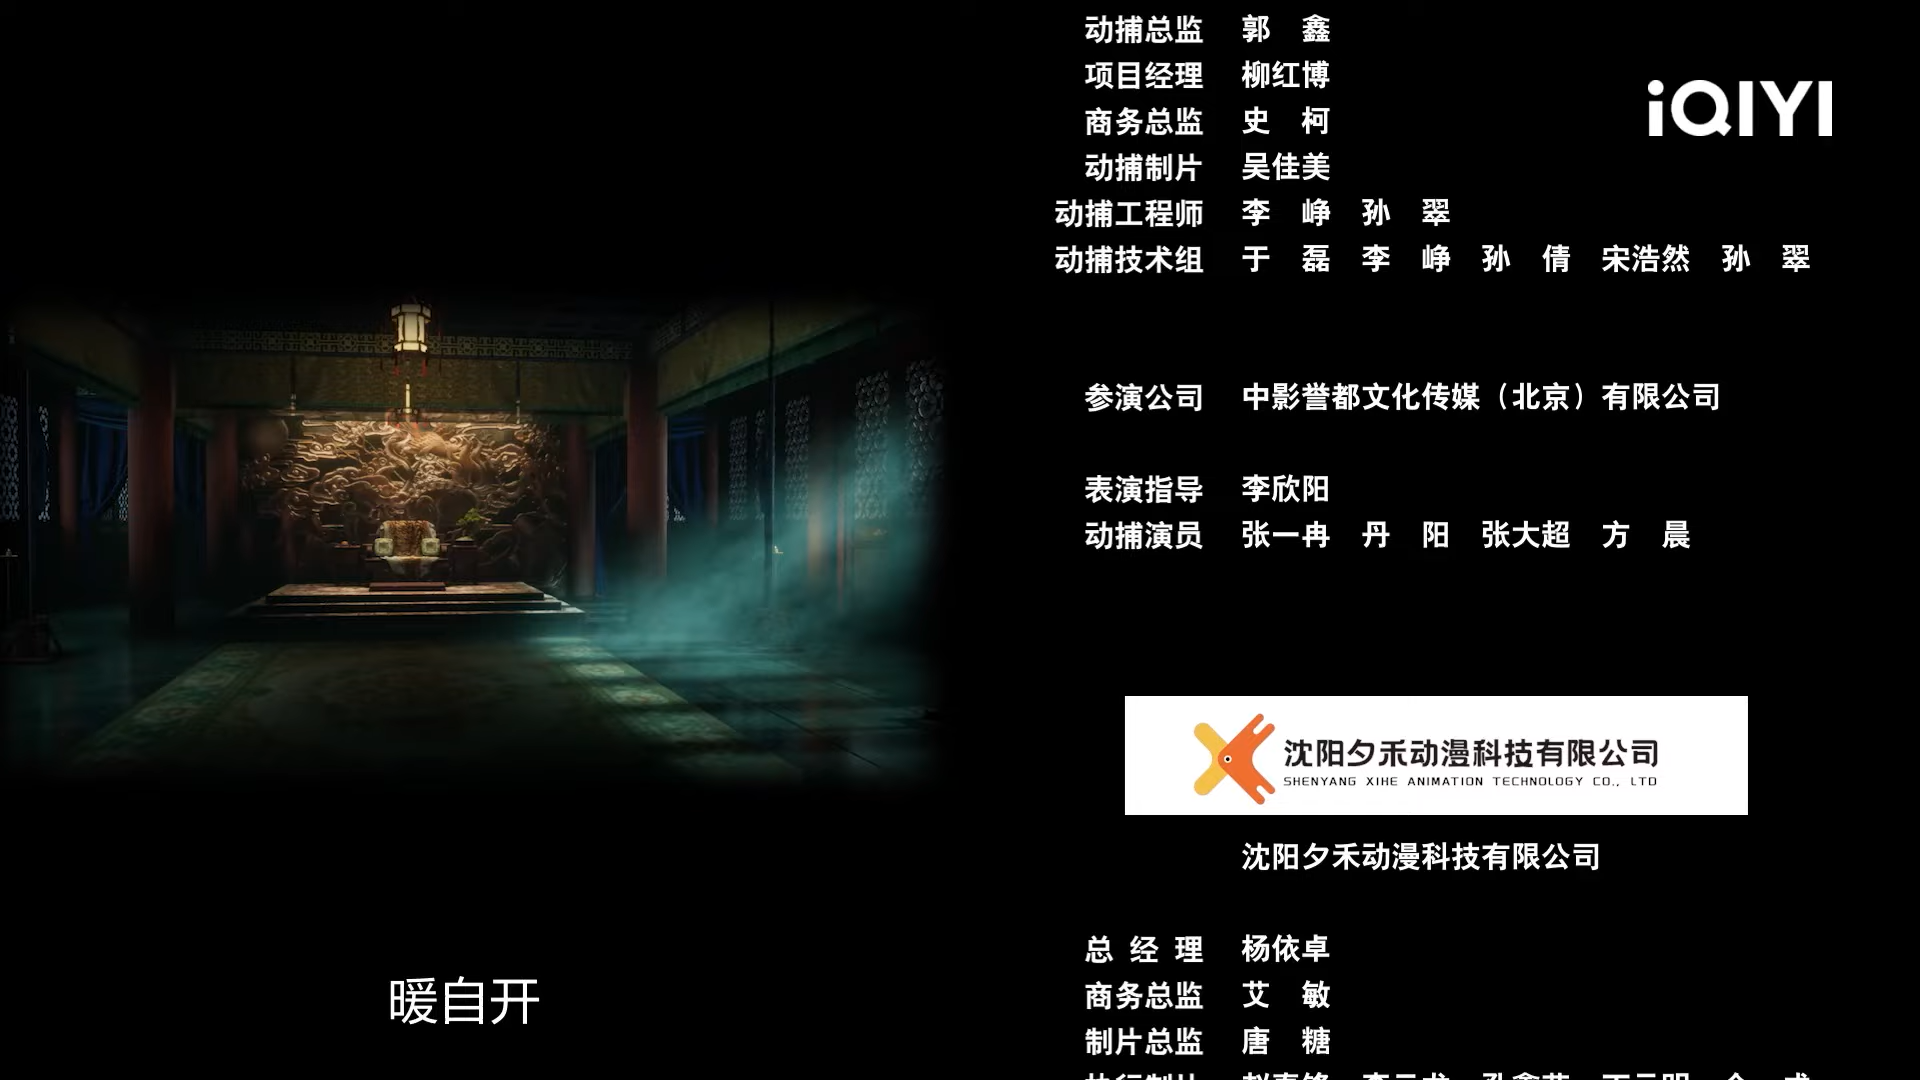 动捕总监 郭 鑫
项目经理 柳红博
iQIYI
商务总监 史 柯
动捕制片 吴佳美
动捕工程师 李 峥 孙 翠
动捕技术组 于 磊 李 峥 孙 倩 宋浩然 孙 翠
参演公司 中影誉都文化传媒（北京）有限公司
表演指导 李欣阳
动捕演员 张一冉 丹 阳 张大超 方 晨
沈阳夕禾动漫科技有限公司
SHENYANG XIHE ANIMATION TECHNOLOGY CO., LTD
沈阳夕禾动漫科技有限公司
总 经 理 杨依卓
商务总监 艾 敏
制片总监 唐 糖
暖自开